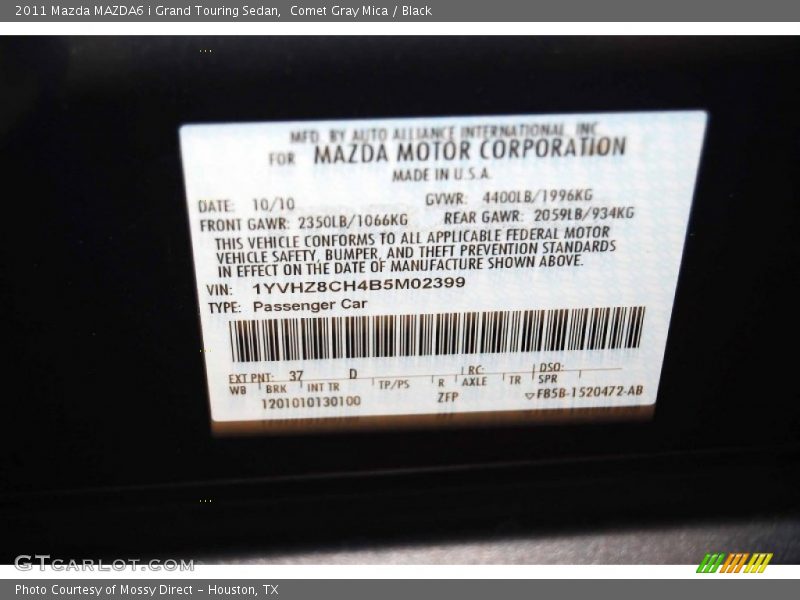 2011 Mazda MAZDA6 i Grand Touring Sedan, Comet Gray Mica / Black
MFD. BY AUTO ALLIANCE INTERNATIONAL, INC.
FOR MAZDA MOTOR CORPORATION
MADE IN U.S.A.
DATE: 10/10 GVWR: 4400LB/1996KG
FRONT GAWR: 2350LB/1066KG REAR GAWR: 2059LB/934KG
THIS VEHICLE CONFORMS TO ALL APPLICABLE FEDERAL MOTOR
VEHICLE SAFETY, BUMPER, AND THEFT PREVENTION STANDARDS
IN EFFECT ON THE DATE OF MANUFACTURE SHOWN ABOVE.
VIN: 1YVHZ8CH4B5M02399
TYPE: Passenger Car
EXT PNT: 37 D RC: DSO:
WB BRK INT TR TP/PS R AXLE TR SPR
1201010130100 ZFP ▽FB5B-1520472-AB
GTCARLOT.COM
Photo Courtesy of Mossy Direct – Houston, TX